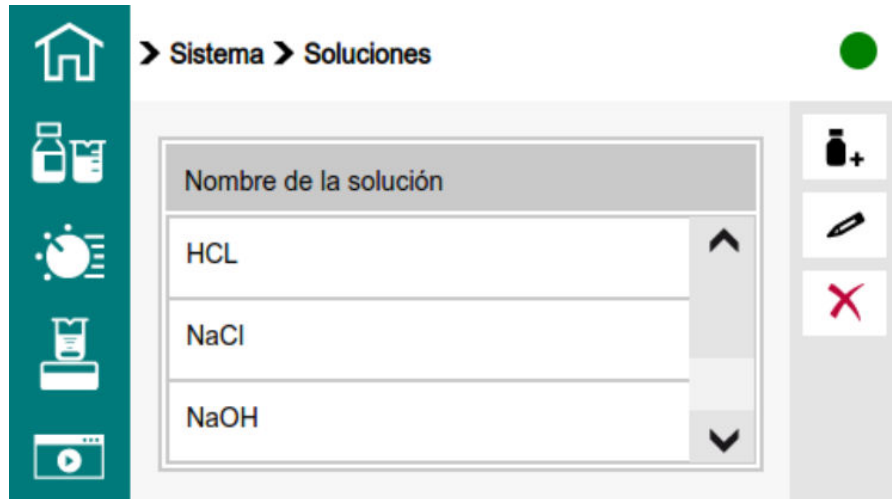 > Sistema > Soluciones
Nombre de la solución
HCL
NaCl
NaOH